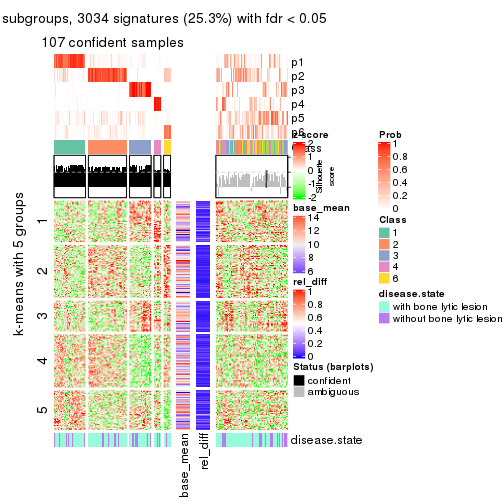 subgroups, 3034 signatures (25.3%) with fdr < 0.05
107 confident samples
p1
p2
p3
p4
p5
p6
Class
Silhouette
score
k-means with 5 groups
1
2
3
4
5
z-score
2
1
0
-1
-2
base_mean
14
12
10
8
6
rel_diff
1
0.8
0.6
0.4
0.2
0
Status (barplots)
confident
ambiguous
Prob
1
0.8
0.6
0.4
0.2
0
Class
1
2
3
4
6
disease.state
with bone lytic lesion
without bone lytic lesion
disease.state
base_mean
rel_diff